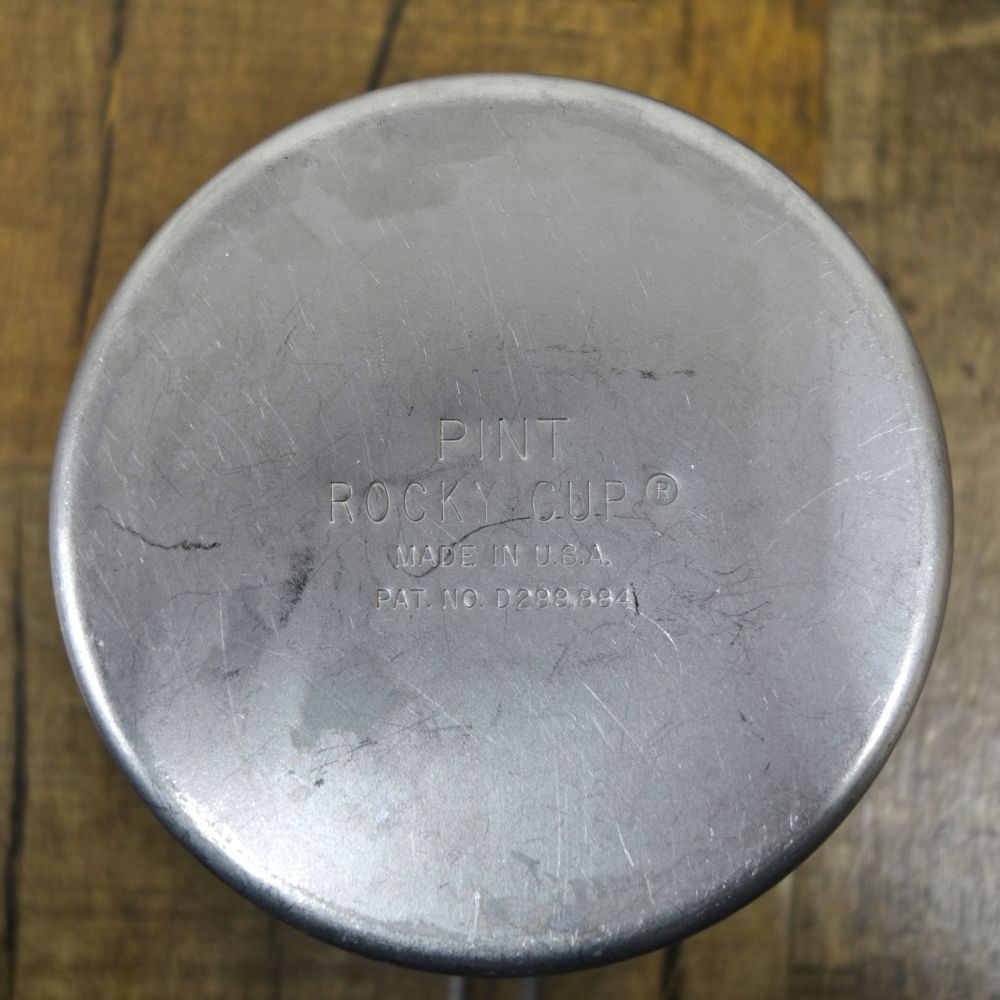 PINT
ROCKY CUP®
MADE IN U.S.A.
PAT. NO. D288,884